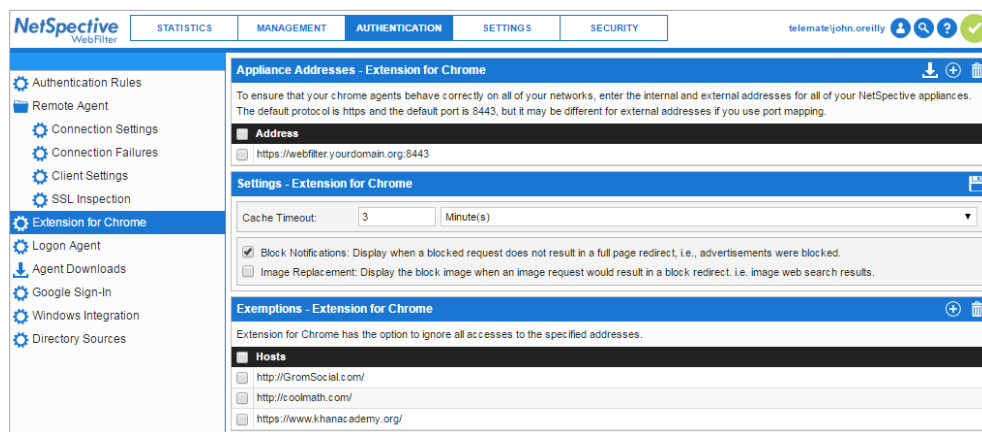 NetSpective
WebFilter
STATISTICS
MANAGEMENT
AUTHENTICATION
SETTINGS
SECURITY
telemate\john.oreilly
Authentication Rules
Remote Agent
Connection Settings
Connection Failures
Client Settings
SSL Inspection
Extension for Chrome
Logon Agent
Agent Downloads
Google Sign-In
Windows Integration
Directory Sources
Appliance Addresses - Extension for Chrome
To ensure that your chrome agents behave correctly on all of your networks, enter the internal and external addresses for all of your NetSpective appliances.
The default protocol is https and the default port is 8443, but it may be different for external addresses if you use port mapping.
Address
https://webfilter.yourdomain.org:8443
Settings - Extension for Chrome
Cache Timeout: 3 Minute(s)
Block Notifications: Display when a blocked request does not result in a full page redirect, i.e., advertisements were blocked.
Image Replacement: Display the block image when an image request would result in a block redirect. i.e. image web search results.
Exemptions - Extension for Chrome
Extension for Chrome has the option to ignore all accesses to the specified addresses.
Hosts
http://GromSocial.com/
http://coolmath.com/
https://www.khanacademy.org/